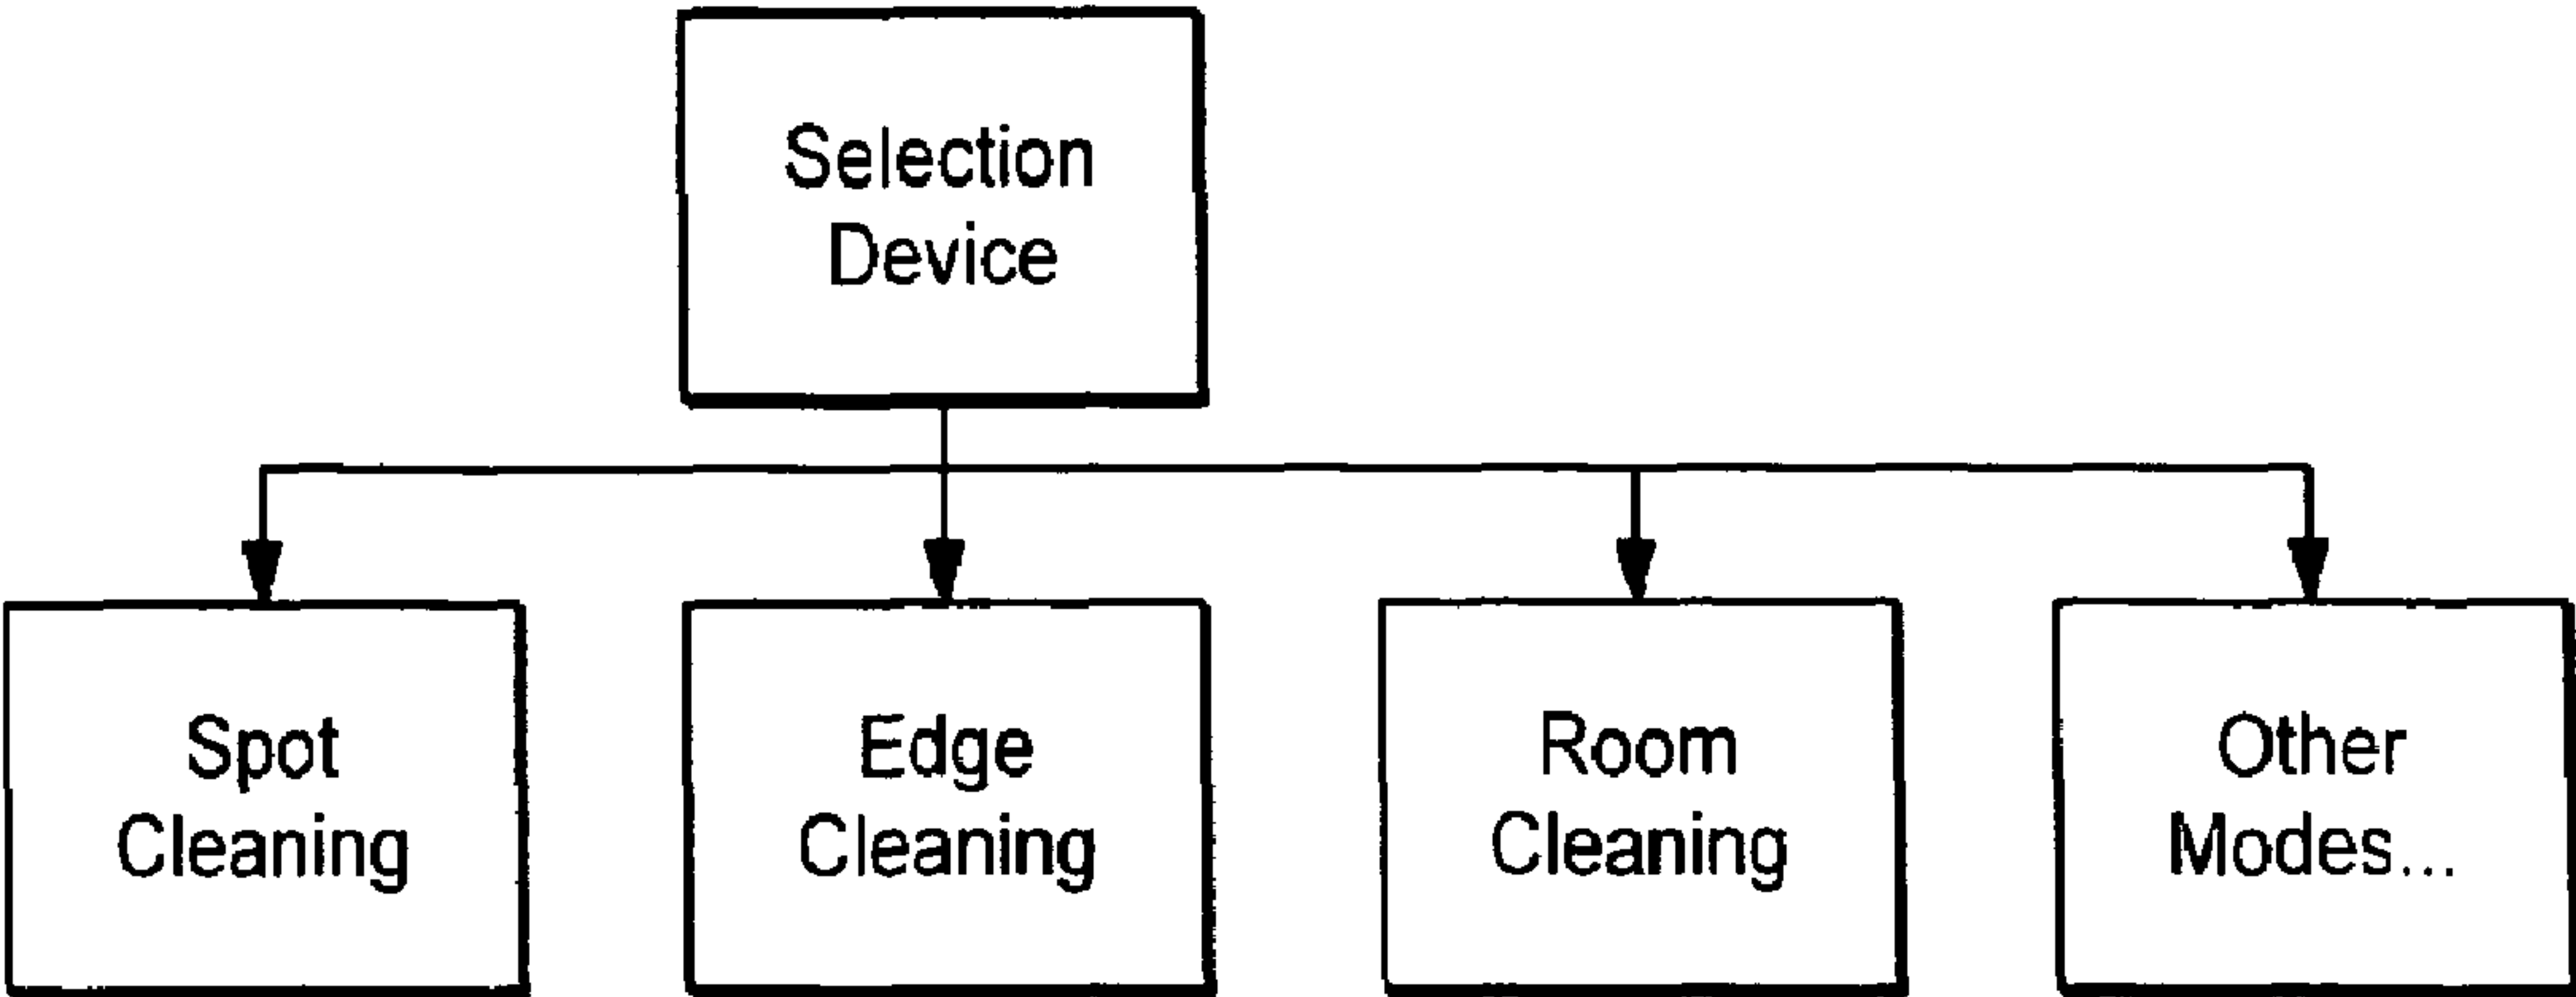 Selection
Device
Spot
Cleaning
Edge
Cleaning
Room
Cleaning
Other
Modes...